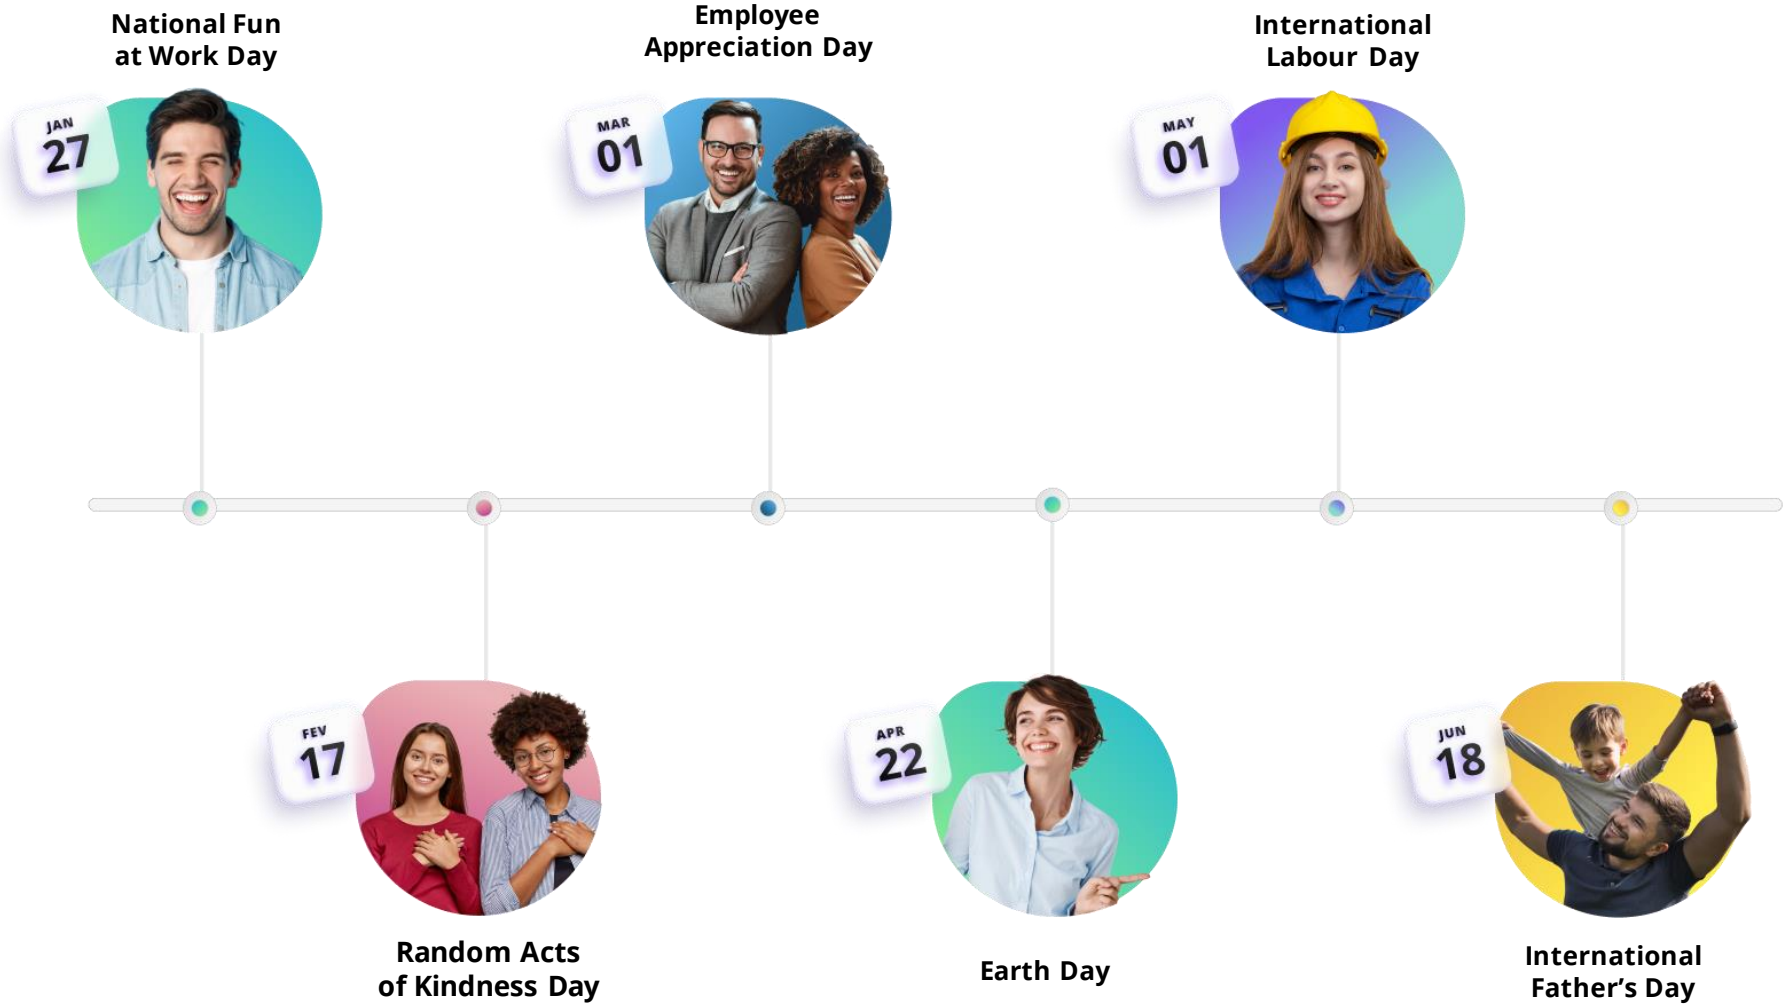 National Fun
at Work Day
JAN
27
Employee
Appreciation Day
MAR
01
International
Labour Day
MAY
01
FEV
17
Random Acts
of Kindness Day
APR
22
Earth Day
JUN
18
International
Father’s Day